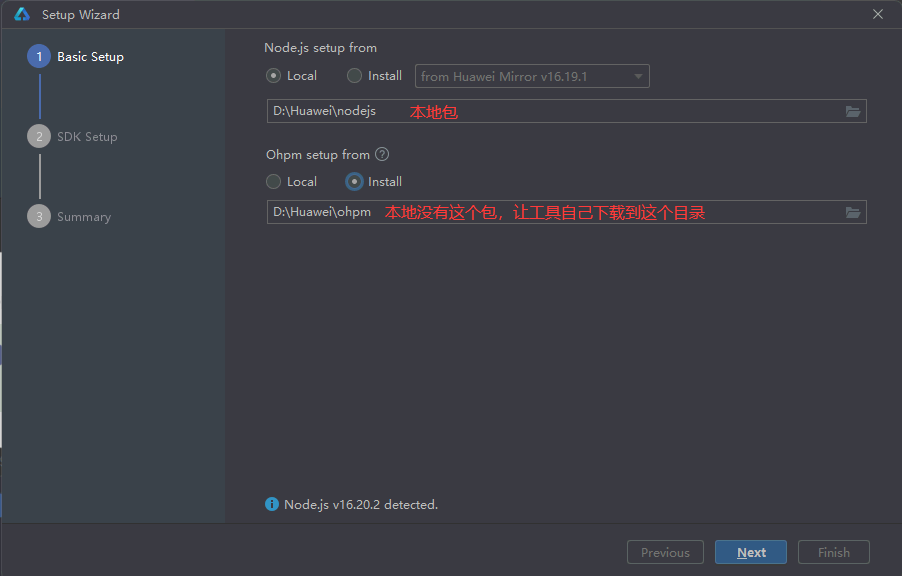 Setup Wizard
1 Basic Setup
2 SDK Setup
3 Summary
Node.js setup from
Local Install from Huawei Mirror v16.19.1
D:\Huawei\nodejs 本地包
Ohpm setup from ?
Local Install
D:\Huawei\ohpm 本地没有这个包，让工具自己下载到这个目录
Node.js v16.20.2 detected.
Previous Next Finish